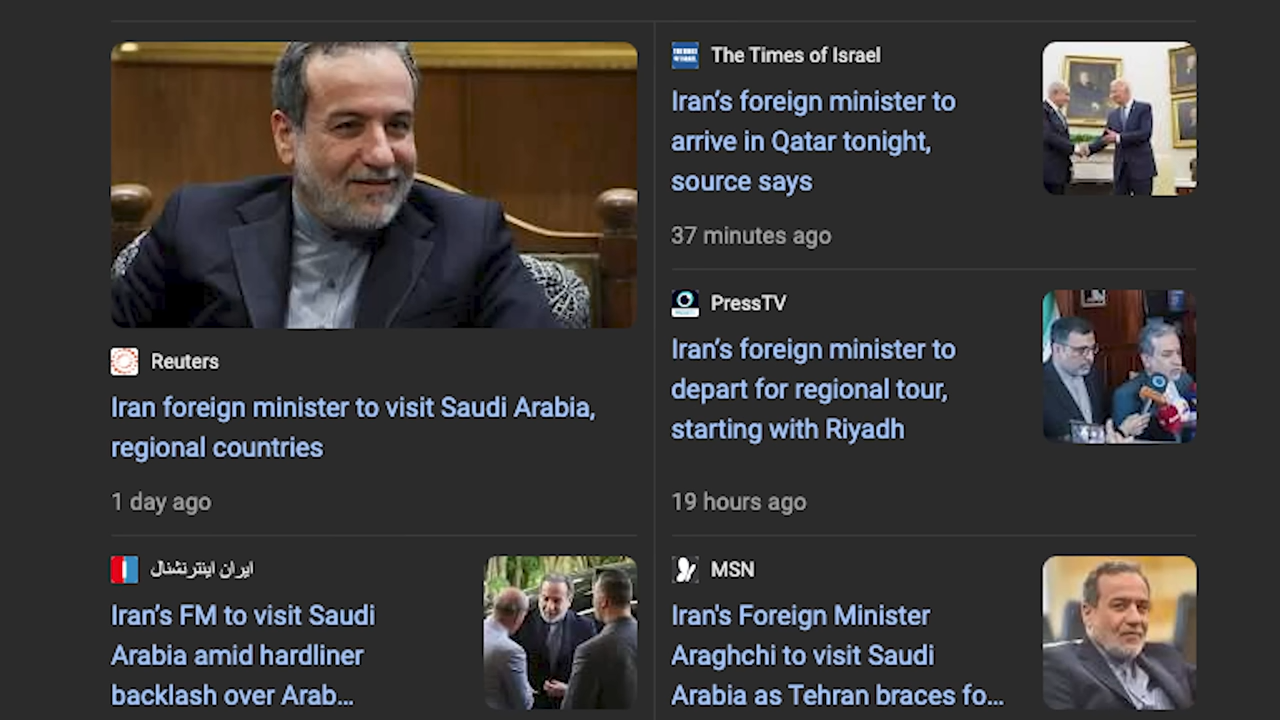 Reuters
Iran foreign minister to visit Saudi Arabia,
regional countries
1 day ago
ایران اینترنشنال
Iran’s FM to visit Saudi
Arabia amid hardliner
backlash over Arab...
The Times of Israel
Iran’s foreign minister to
arrive in Qatar tonight,
source says
37 minutes ago
PressTV
Iran’s foreign minister to
depart for regional tour,
starting with Riyadh
19 hours ago
MSN
Iran's Foreign Minister
Araghchi to visit Saudi
Arabia as Tehran braces fo...